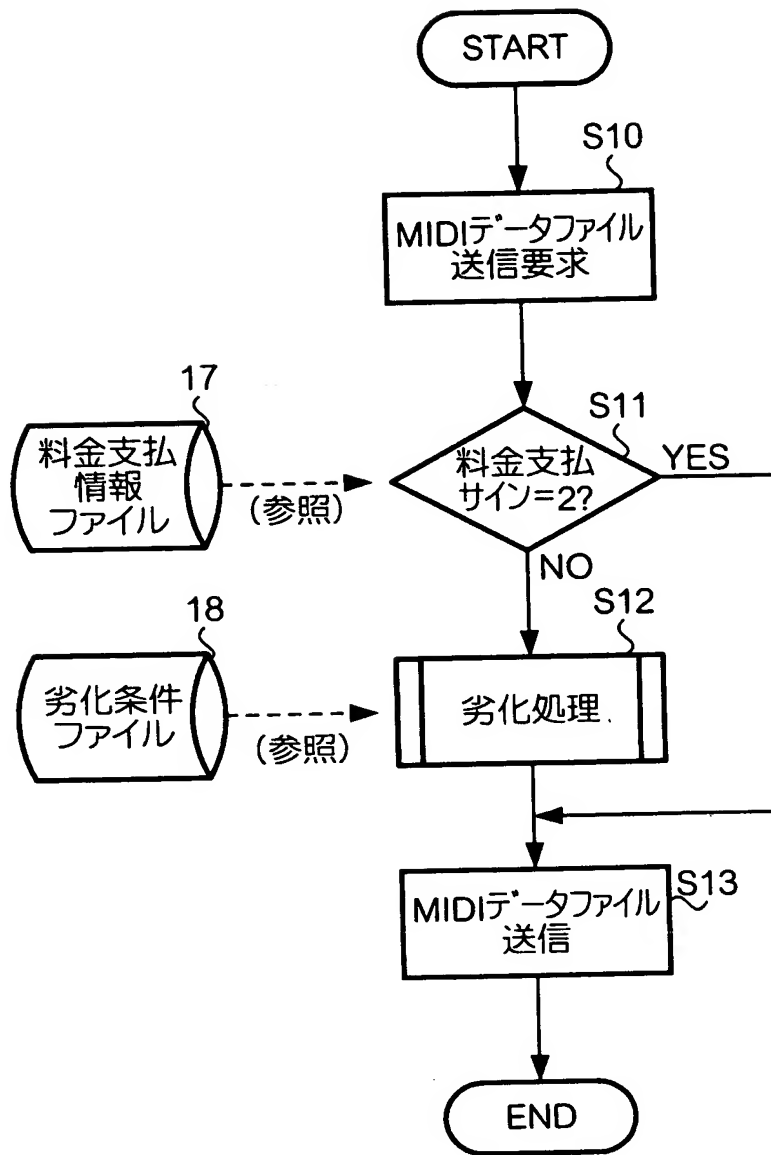 START
S10
MIDIデータファイル
送信要求
17
料金支払
情報
ファイル
(参照)
S11
料金支払
サイン=2?
YES
NO
18
劣化条件
ファイル
(参照)
S12
劣化処理
S13
MIDIデータファイル
送信
END